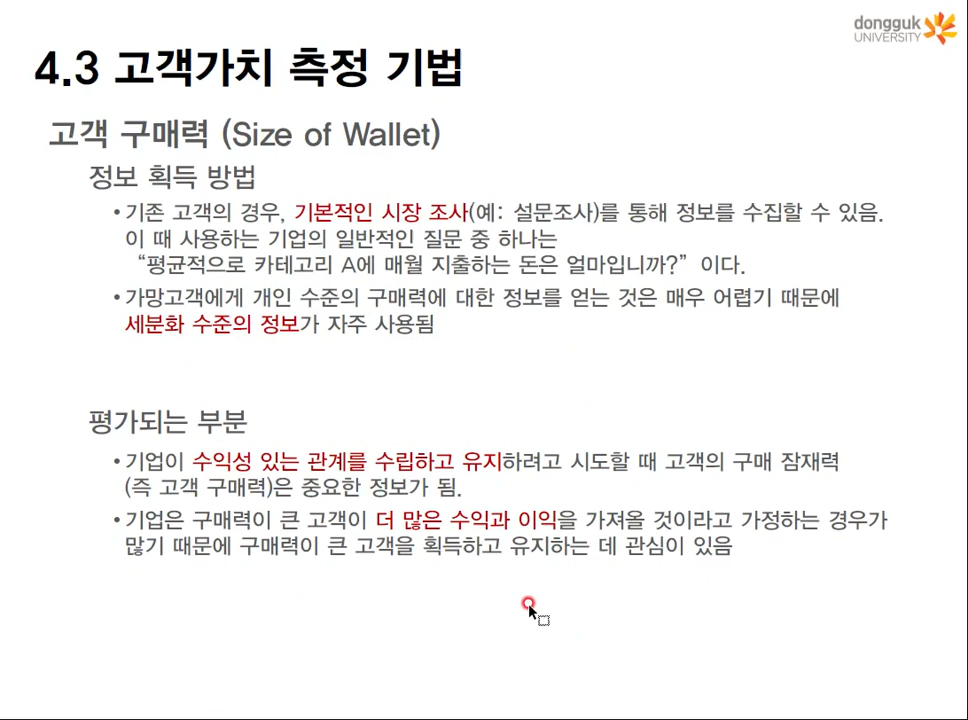 dongguk
UNIVERSITY
4.3 고객가치 측정 기법
고객 구매력 (Size of Wallet)
정보 획득 방법
• 기존 고객의 경우, 기본적인 시장 조사(예: 설문조사)를 통해 정보를 수집할 수 있음.
이 때 사용하는 기업의 일반적인 질문 중 하나는
“평균적으로 카테고리 A에 매월 지출하는 돈은 얼마입니까?” 이다.
• 가망고객에게 개인 수준의 구매력에 대한 정보를 얻는 것은 매우 어렵기 때문에
세분화 수준의 정보가 자주 사용됨
평가되는 부분
• 기업이 수익성 있는 관계를 수립하고 유지하려고 시도할 때 고객의 구매 잠재력
(즉 고객 구매력)은 중요한 정보가 됨.
• 기업은 구매력이 큰 고객이 더 많은 수익과 이익을 가져올 것이라고 가정하는 경우가
많기 때문에 구매력이 큰 고객을 획득하고 유지하는 데 관심이 있음